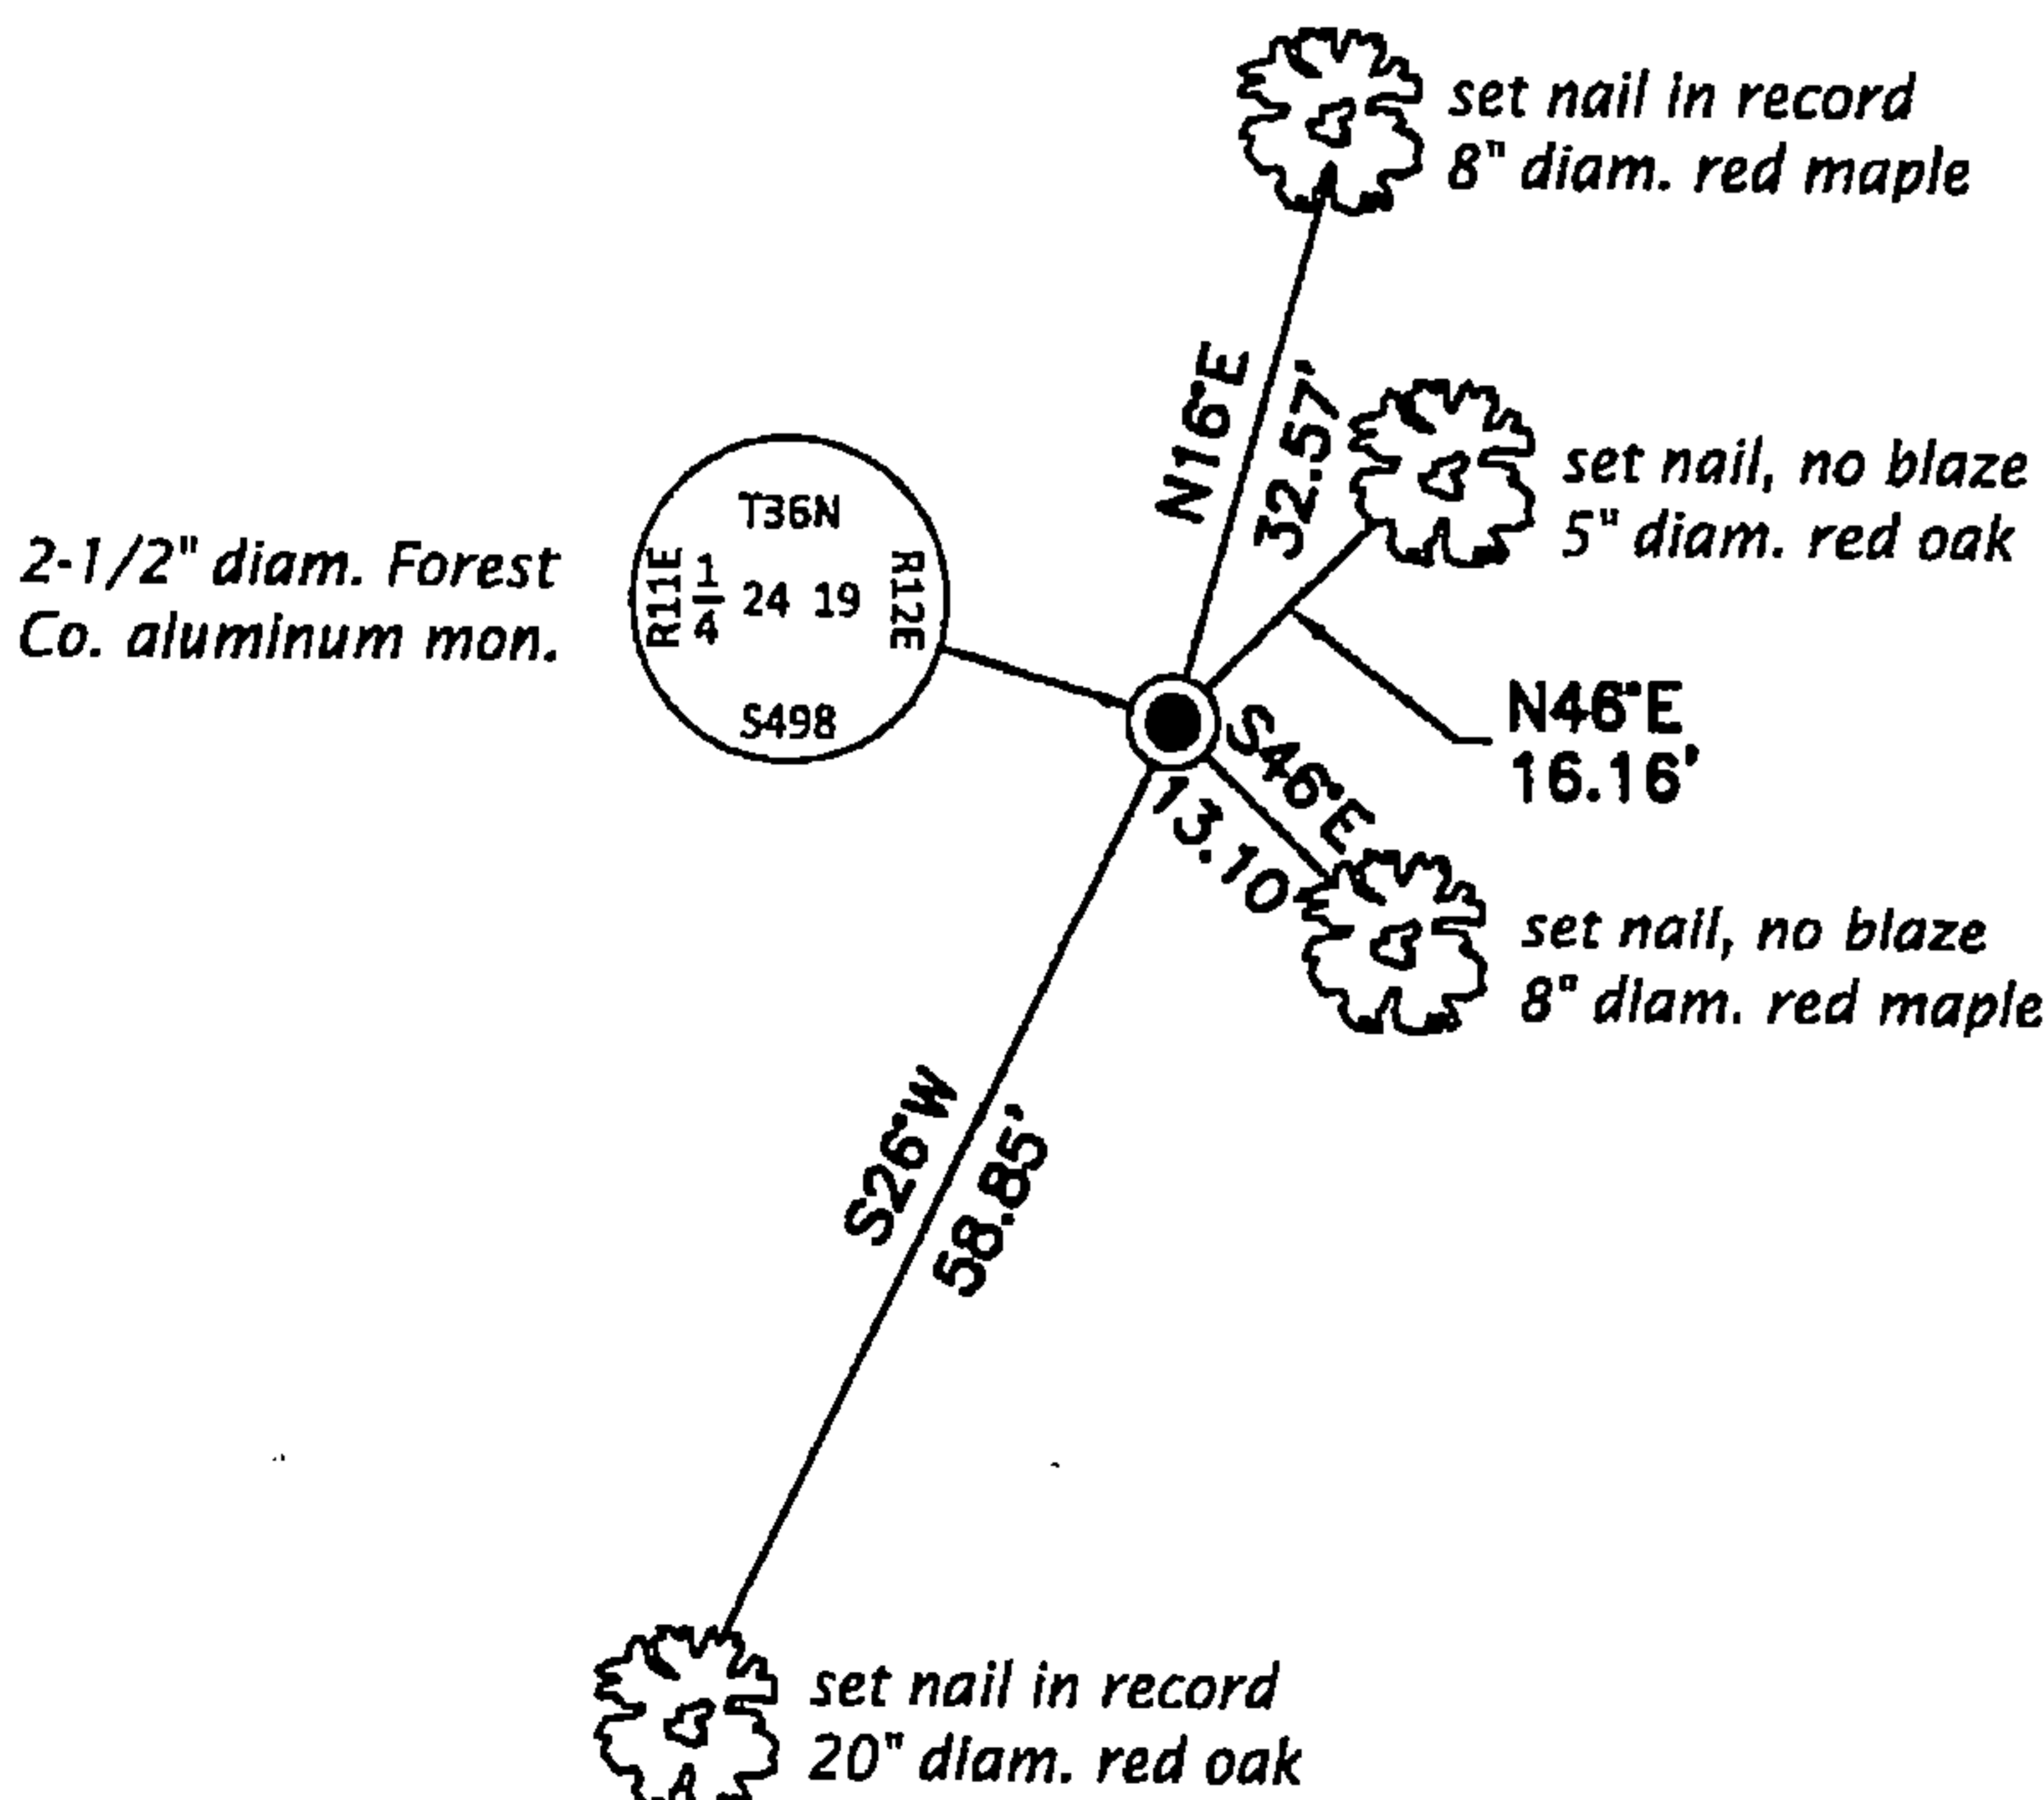 set nail in record
8" diam. red maple
N16°E
32.57'
set nail, no blaze
5" diam. red oak
2-1/2" diam. Forest
Co. aluminum mon.
T36N
R11E
1/4 24 19
R12E
S498
N46°E
16.16'
S46°E
13.10'
set nail, no blaze
8" diam. red maple
S26°W
58.85'
set nail in record
20" diam. red oak